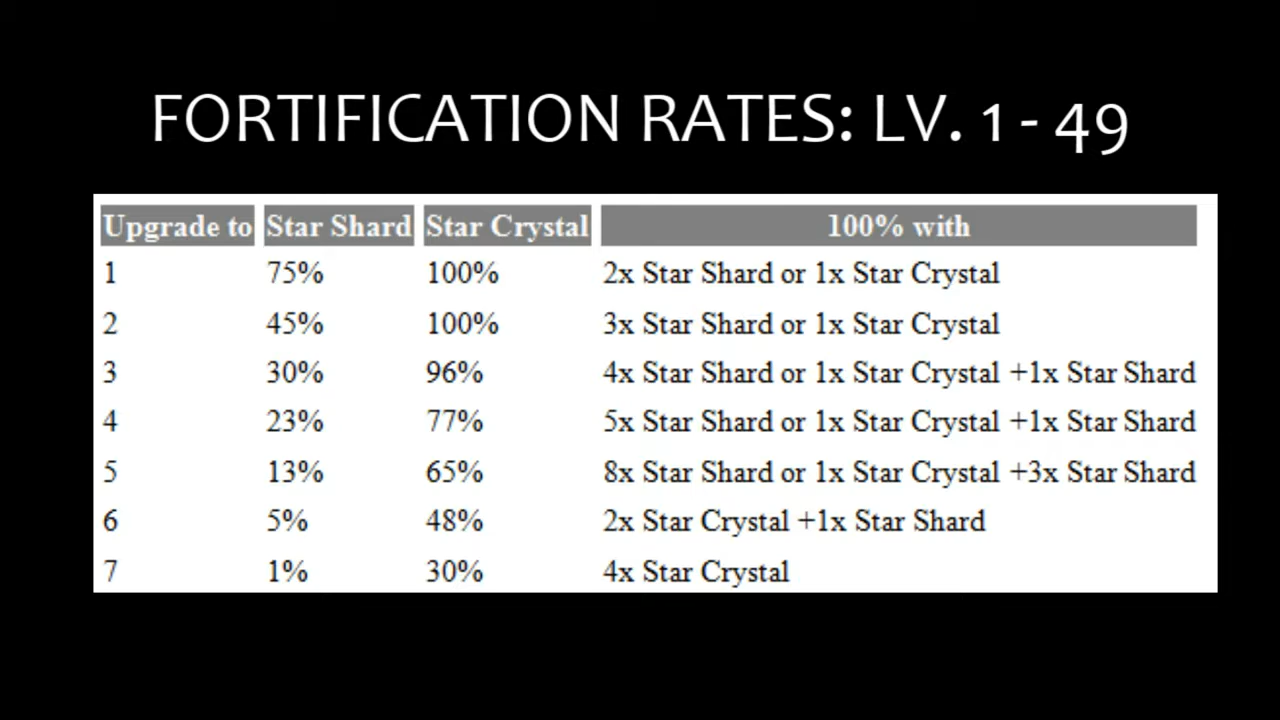 FORTIFICATION RATES: LV. 1 - 49
Upgrade to Star Shard Star Crystal 100% with
1 75% 100% 2x Star Shard or 1x Star Crystal
2 45% 100% 3x Star Shard or 1x Star Crystal
3 30% 96% 4x Star Shard or 1x Star Crystal +1x Star Shard
4 23% 77% 5x Star Shard or 1x Star Crystal +1x Star Shard
5 13% 65% 8x Star Shard or 1x Star Crystal +3x Star Shard
6 5% 48% 2x Star Crystal +1x Star Shard
7 1% 30% 4x Star Crystal